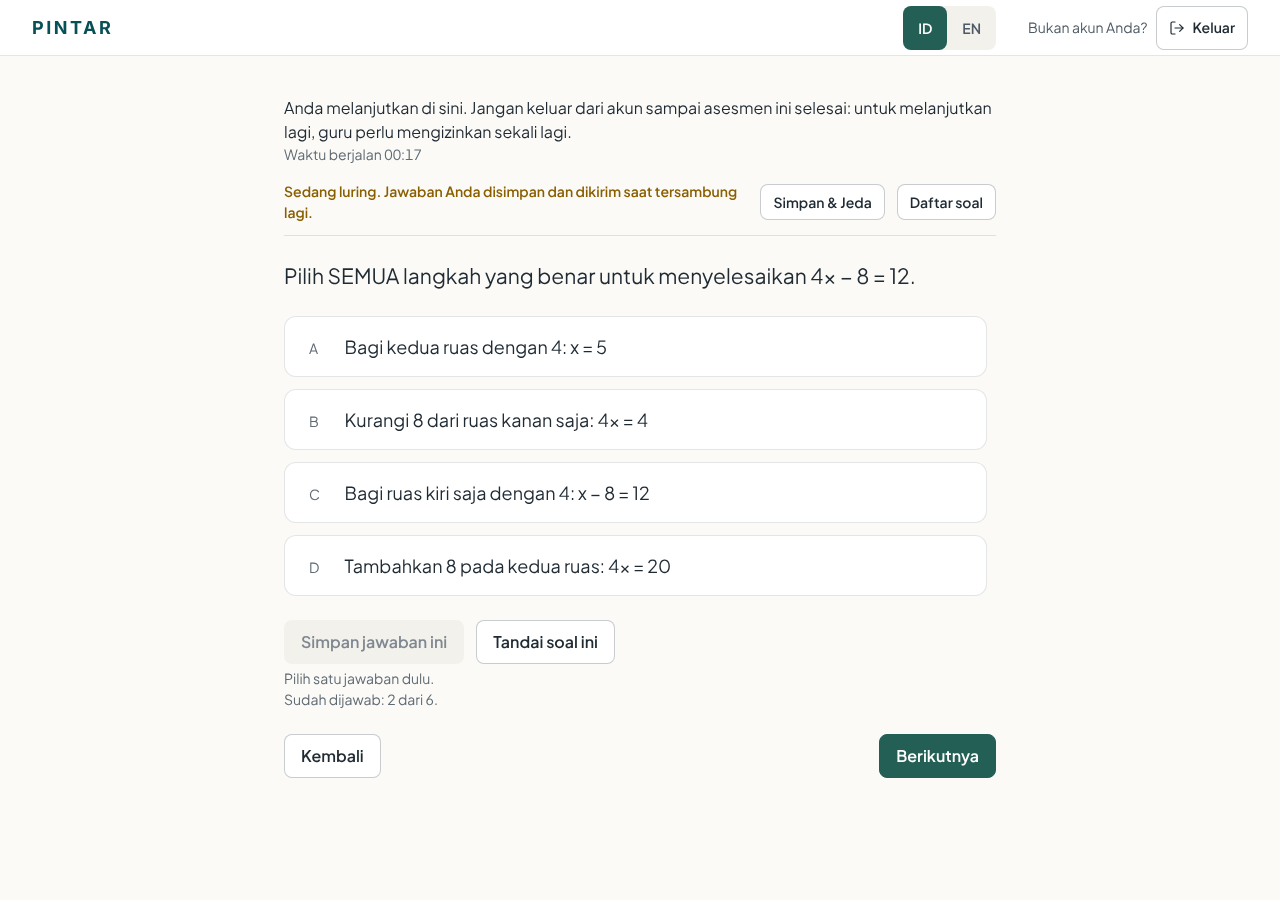 PINTAR
ID
EN
Bukan akun Anda?
Keluar
Anda melanjutkan di sini. Jangan keluar dari akun sampai asesmen ini selesai: untuk melanjutkan
lagi, guru perlu mengizinkan sekali lagi.
Waktu berjalan 00:17
Sedang luring. Jawaban Anda disimpan dan dikirim saat tersambung
lagi.
Simpan & Jeda
Daftar soal
Pilih SEMUA langkah yang benar untuk menyelesaikan 4x − 8 = 12.
A Bagi kedua ruas dengan 4: x = 5
B Kurangi 8 dari ruas kanan saja: 4x = 4
C Bagi ruas kiri saja dengan 4: x − 8 = 12
D Tambahkan 8 pada kedua ruas: 4x = 20
Simpan jawaban ini
Tandai soal ini
Pilih satu jawaban dulu.
Sudah dijawab: 2 dari 6.
Kembali
Berikutnya